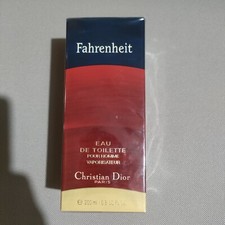 Fahrenheit
EAU
DE TOILETTE
POUR HOMME
VAPORISATEUR
Christian Dior
PARIS